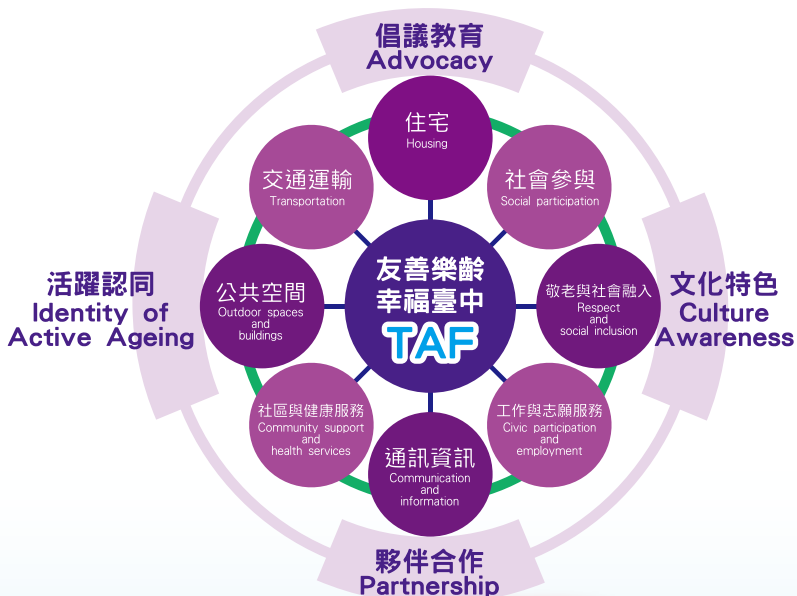 倡議教育
Advocacy
住宅
Housing
交通運輸
Transportation
社會參與
Social participation
活躍認同
Identity of
Active Ageing
公共空間
Outdoor spaces
and
buildings
友善樂齡
幸福臺中
TAF
敬老與社會融入
Respect
and
social inclusion
文化特色
Culture
Awareness
社區與健康服務
Community support
and
health services
工作與志願服務
Civic participation
and
employment
通訊資訊
Communication
and
information
夥伴合作
Partnership